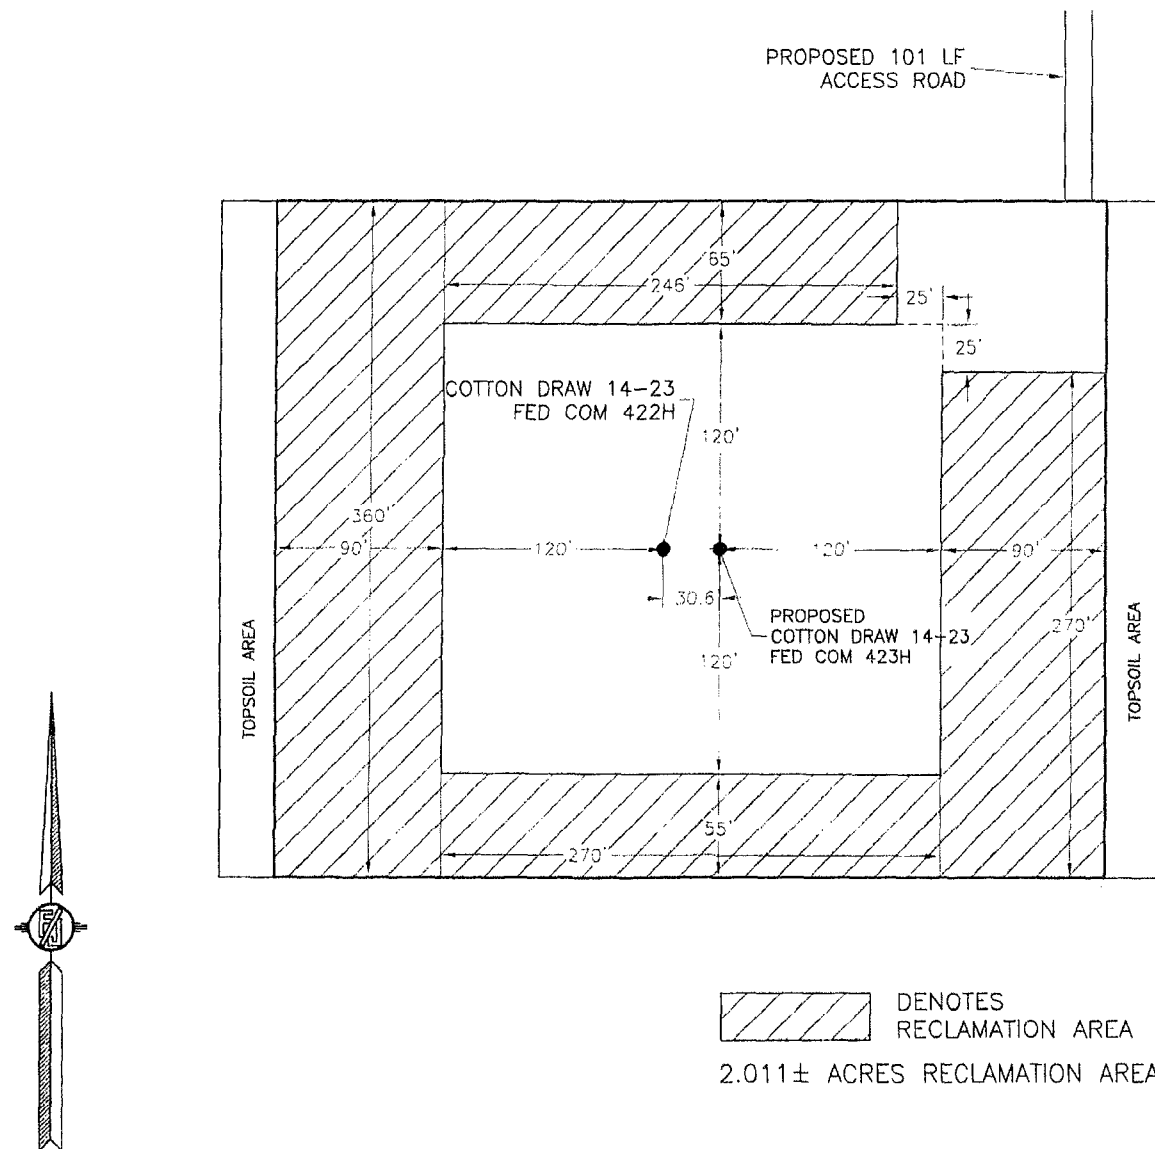 PROPOSED 101 LF
ACCESS ROAD
65'
246'
25'
25'
COTTON DRAW 14-23
FED COM 422H
120'
360'
90'
120'
120'
90'
30.6
PROPOSED
COTTON DRAW 14-23
FED COM 423H
270'
120'
TOPSOIL AREA
TOPSOIL AREA
55'
270'
DENOTES
RECLAMATION AREA
2.011± ACRES RECLAMATION AREA